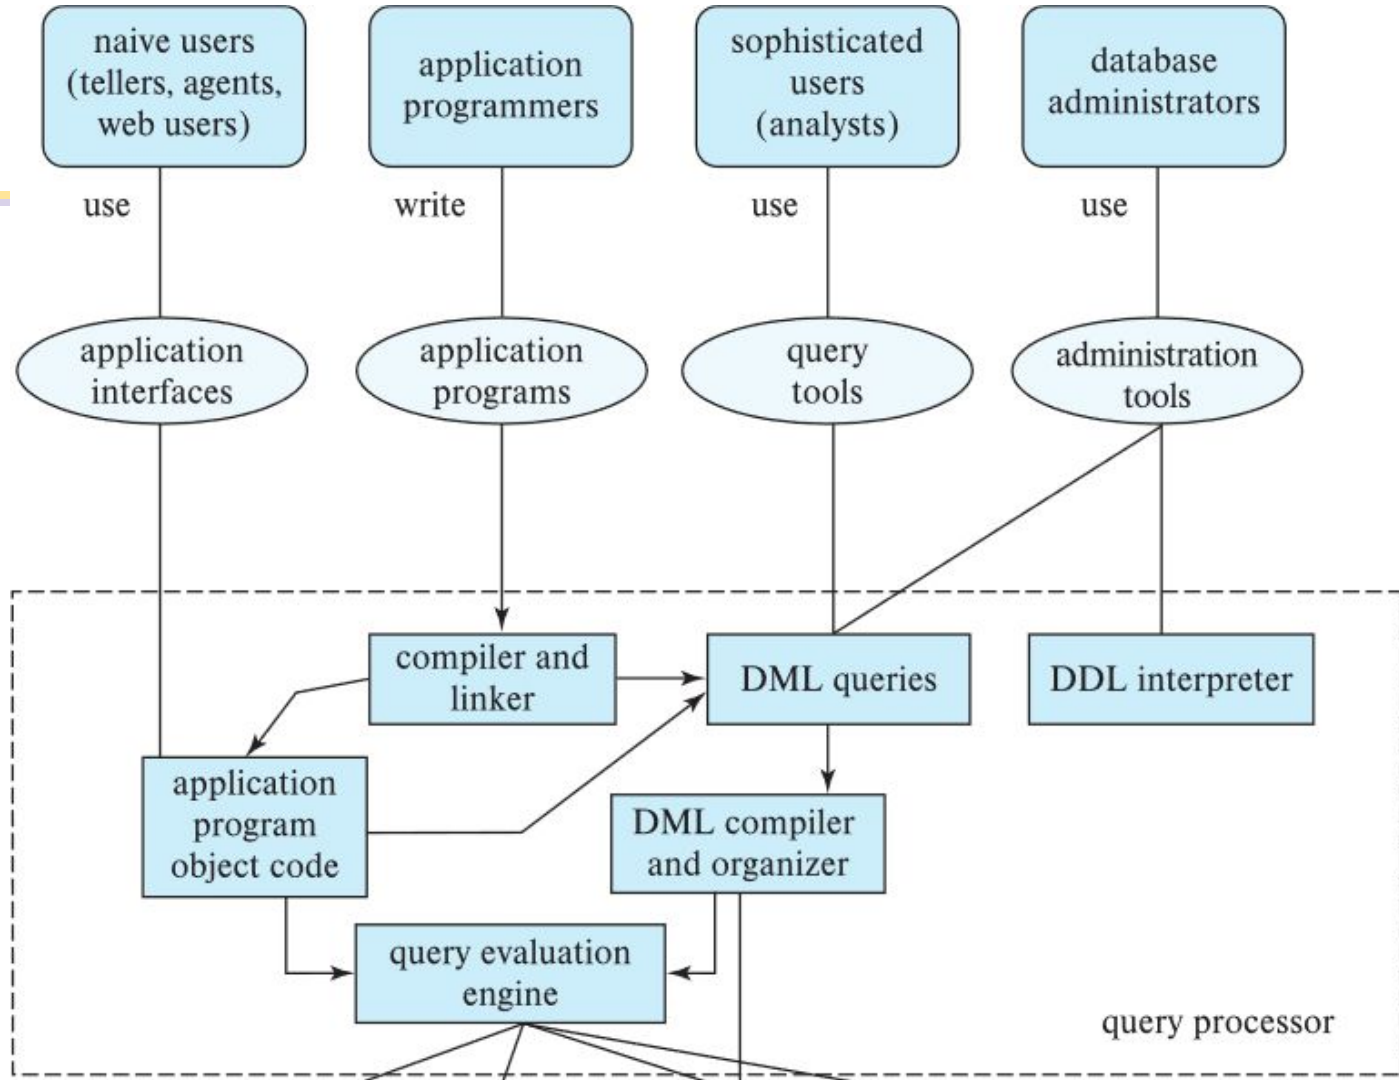 naive users
(tellers, agents,
web users)
application
programmers
sophisticated
users
(analysts)
database
administrators
use
write
use
use
application
interfaces
application
programs
query
tools
administration
tools
compiler and
linker
DML queries
DDL interpreter
application
program
object code
DML compiler
and organizer
query evaluation
engine
query processor